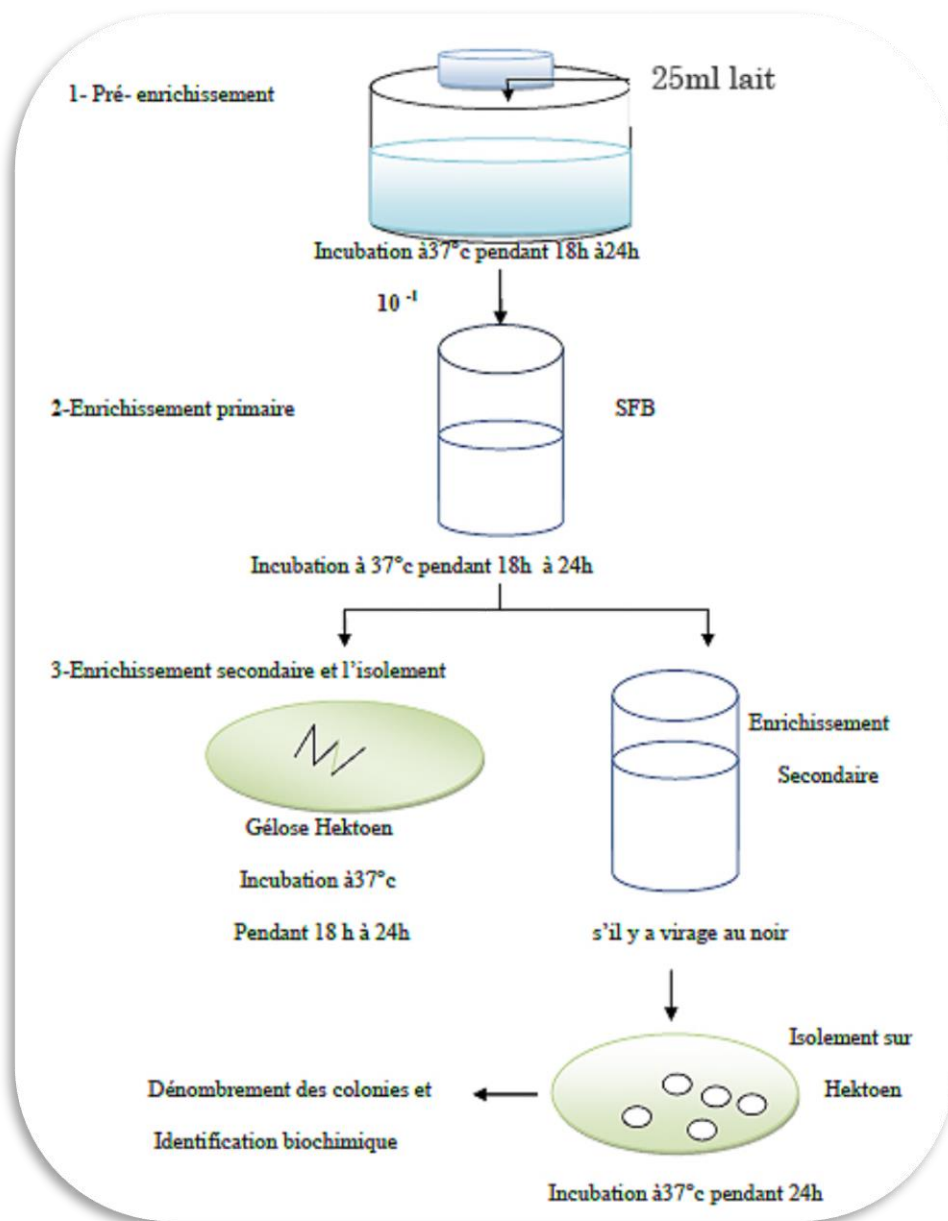 1- Pré- enrichissement
25ml lait
Incubation à37°c pendant 18h à24h
10 -1
2-Enrichissement primaire
SFB
Incubation à 37°c pendant 18h à 24h
3-Enrichissement secondaire et l'isolement
Gélose Hektoen
Incubation à37°c
Pendant 18 h à 24h
Enrichissement
Secondaire
s'il y a virage au noir
Isolement sur
Hektoen
Dénombrement des colonies et
Identification biochimique
Incubation à37°c pendant 24h